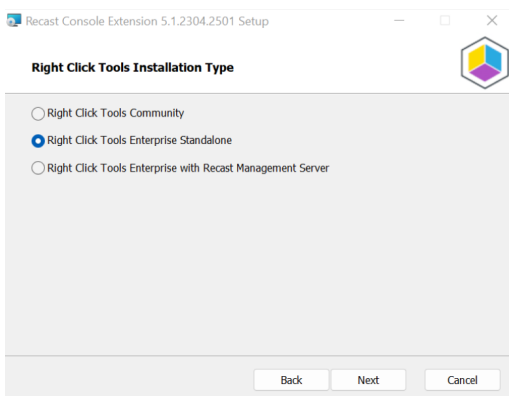 Recast Console Extension 5.1.2304.2501 Setup
Right Click Tools Installation Type
Right Click Tools Community
Right Click Tools Enterprise Standalone
Right Click Tools Enterprise with Recast Management Server
Back Next Cancel